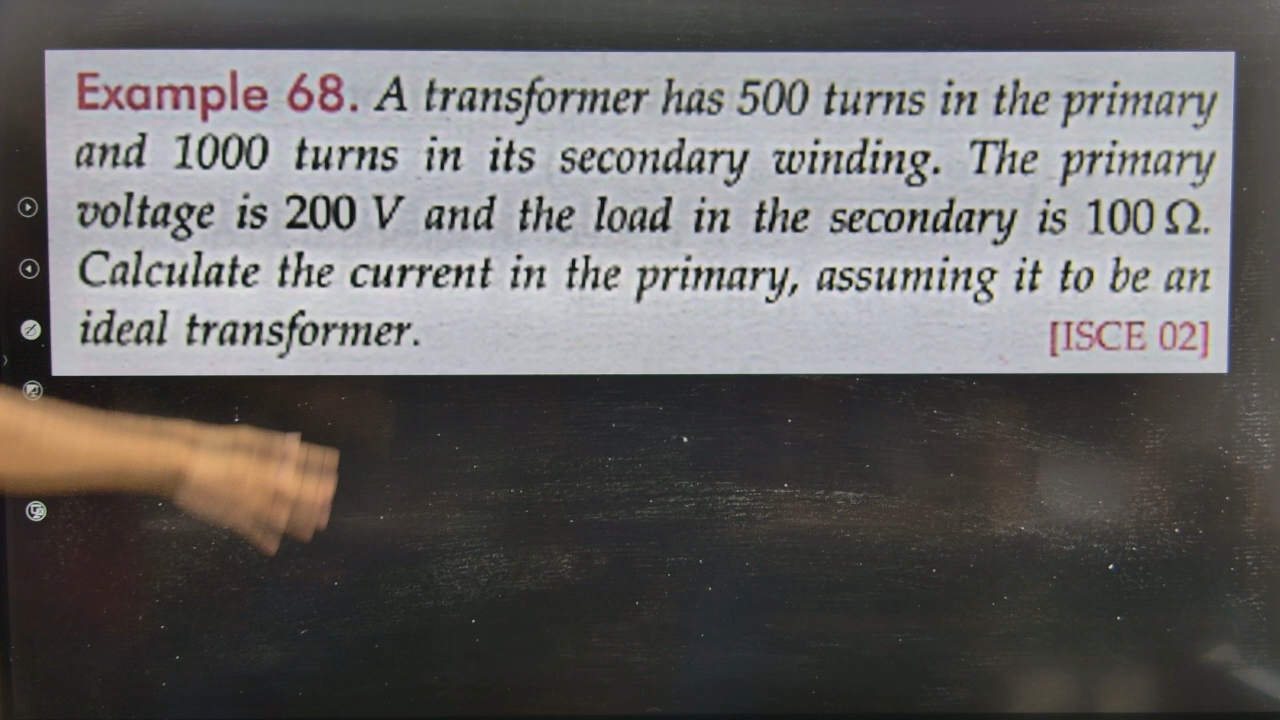 Example 68. A transformer has 500 turns in the primary
and 1000 turns in its secondary winding. The primary
voltage is 200 V and the load in the secondary is 100 Ω.
Calculate the current in the primary, assuming it to be an
ideal transformer. [ISCE 02]